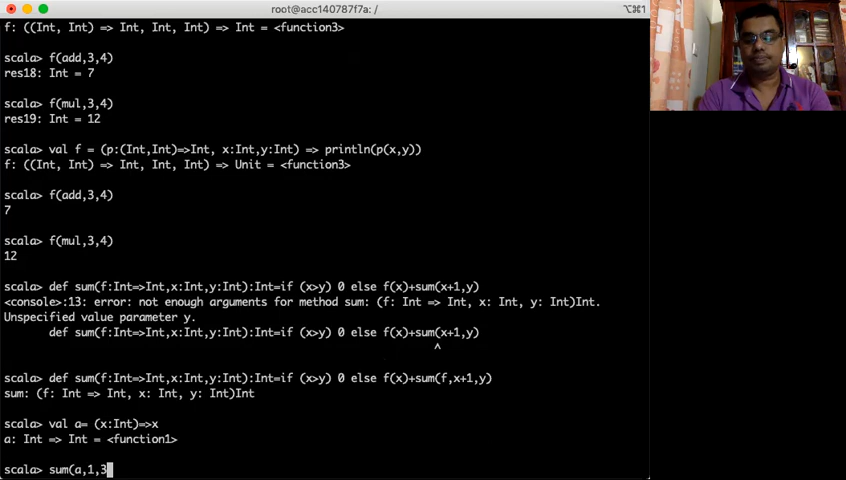 root@acc140787f7a: /
⌥⌘1
f: ((Int, Int) => Int, Int, Int) => Int = <function3>
scala> f(add,3,4)
res18: Int = 7
scala> f(mul,3,4)
res19: Int = 12
scala> val f = (p:(Int,Int)=>Int, x:Int,y:Int) => println(p(x,y))
f: ((Int, Int) => Int, Int, Int) => Unit = <function3>
scala> f(add,3,4)
7
scala> f(mul,3,4)
12
scala> def sum(f:Int=>Int,x:Int,y:Int):Int=if (x>y) 0 else f(x)+sum(x+1,y)
<console>:13: error: not enough arguments for method sum: (f: Int => Int, x: Int, y: Int)Int.
Unspecified value parameter y.
def sum(f:Int=>Int,x:Int,y:Int):Int=if (x>y) 0 else f(x)+sum(x+1,y)
^
scala> def sum(f:Int=>Int,x:Int,y:Int):Int=if (x>y) 0 else f(x)+sum(f,x+1,y)
sum: (f: Int => Int, x: Int, y: Int)Int
scala> val a= (x:Int)=>x
a: Int => Int = <function1>
scala> sum(a,1,3